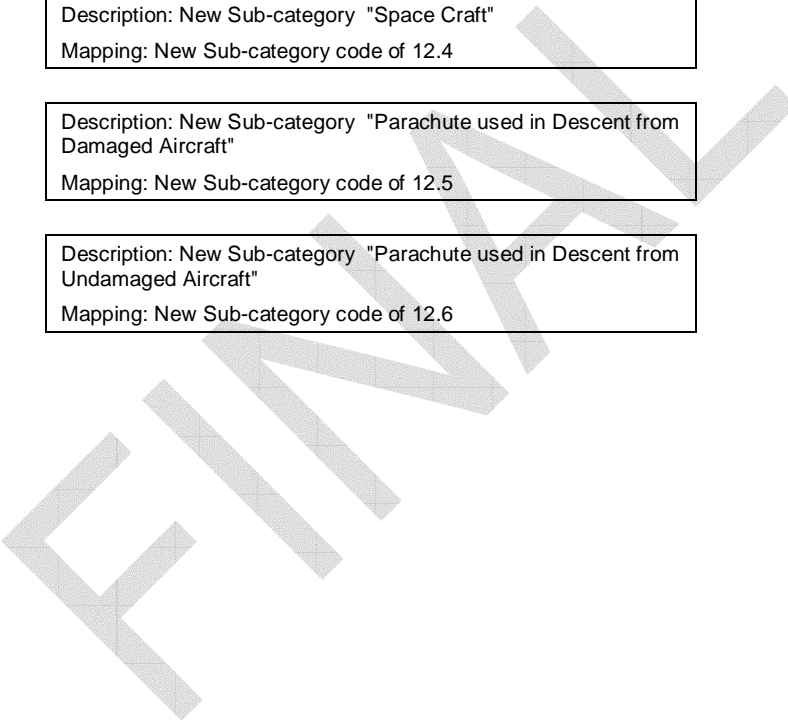 Description: New Sub-category "Space Craft"
Mapping: New Sub-category code of 12.4
Description: New Sub-category "Parachute used in Descent from
Damaged Aircraft"
Mapping: New Sub-category code of 12.5
Description: New Sub-category "Parachute used in Descent from
Undamaged Aircraft"
Mapping: New Sub-category code of 12.6
FINAL